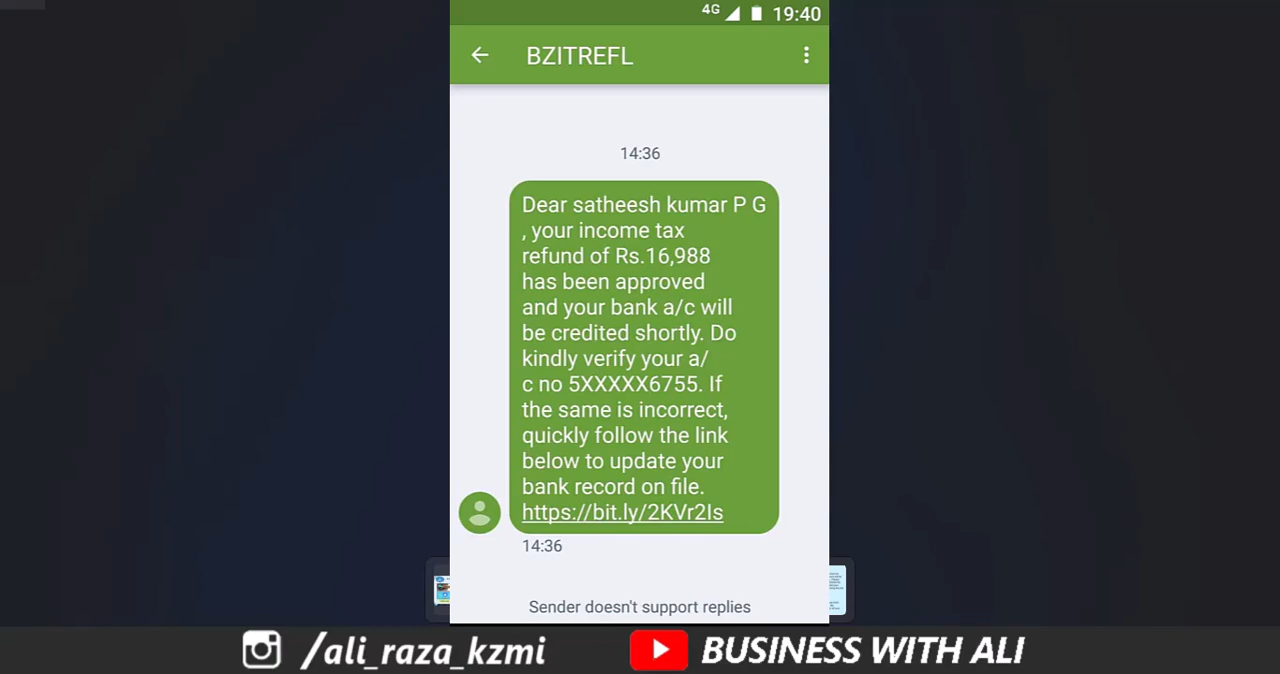 4G 19:40
BZITREFL
14:36
Dear satheesh kumar P G
, your income tax
refund of Rs.16,988
has been approved
and your bank a/c will
be credited shortly. Do
kindly verify your a/
c no 5XXXXX6755. If
the same is incorrect,
quickly follow the link
below to update your
bank record on file.
https://bit.ly/2KVr2Is
14:36
Sender doesn't support replies
/ali_raza_kzmi
BUSINESS WITH ALI